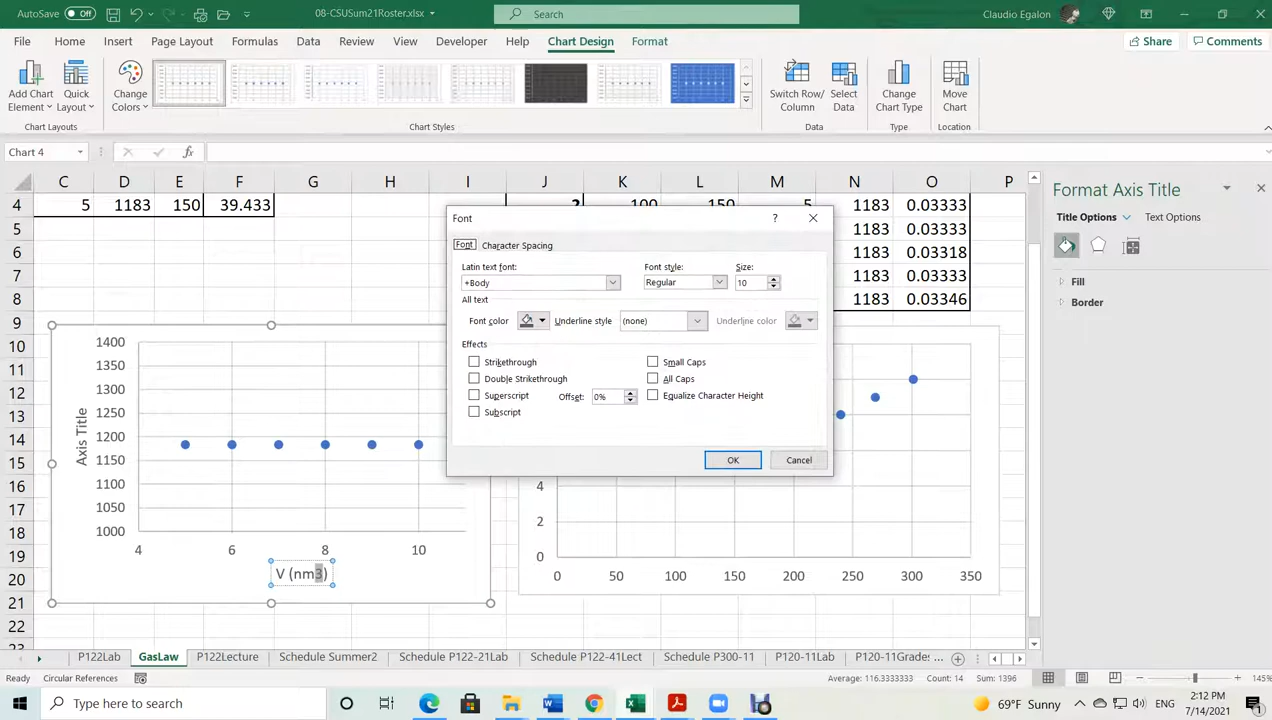 AutoSave Off 08-CSUSum21Roster.xlsx Search Claudio Egalon
File Home Insert Page Layout Formulas Data Review View Developer Help Chart Design Format Share Comments
Add Chart Element Quick Layout Change Colors Switch Row/ Column Select Data Change Chart Type Move Chart
Chart Layouts Chart Styles Data Type Location
Chart 4 fx
C D E F G H I J K L M N O P
4 5 1183 150 39.433 2 100 150 5 1183 0.03333
5 1183 0.03333
6 1183 0.03318
7 1183 0.03333
8 1183 0.03346
9
10
11
12
13
14
15
16
17
18
19
20
21
22
23
Font ?
Font Character Spacing
Latin text font: Font style: Size:
+Body Regular 10
All text
Font color Underline style (none) Underline color
Effects
Strikethrough Small Caps
Double Strikethrough All Caps
Superscript Offset: 0% Equalize Character Height
Subscript
OK Cancel
1400
1350
1300
1250
1200
1150
1100
1050
1000
Axis Title
4 6 8 10
V (nm3)
4
2
0
0 50 100 150 200 250 300 350
Format Axis Title
Title Options Text Options
Fill
Border
P122Lab GasLaw P122Lecture Schedule Summer2 Schedule P122-21Lab Schedule P122-41Lect Schedule P300-11 P120-11Lab P120-11Grades ...
Ready Circular References Average: 116.3333333 Count: 14 Sum: 1396 145%
Type here to search 69°F Sunny 2:12 PM
7/14/2021 1